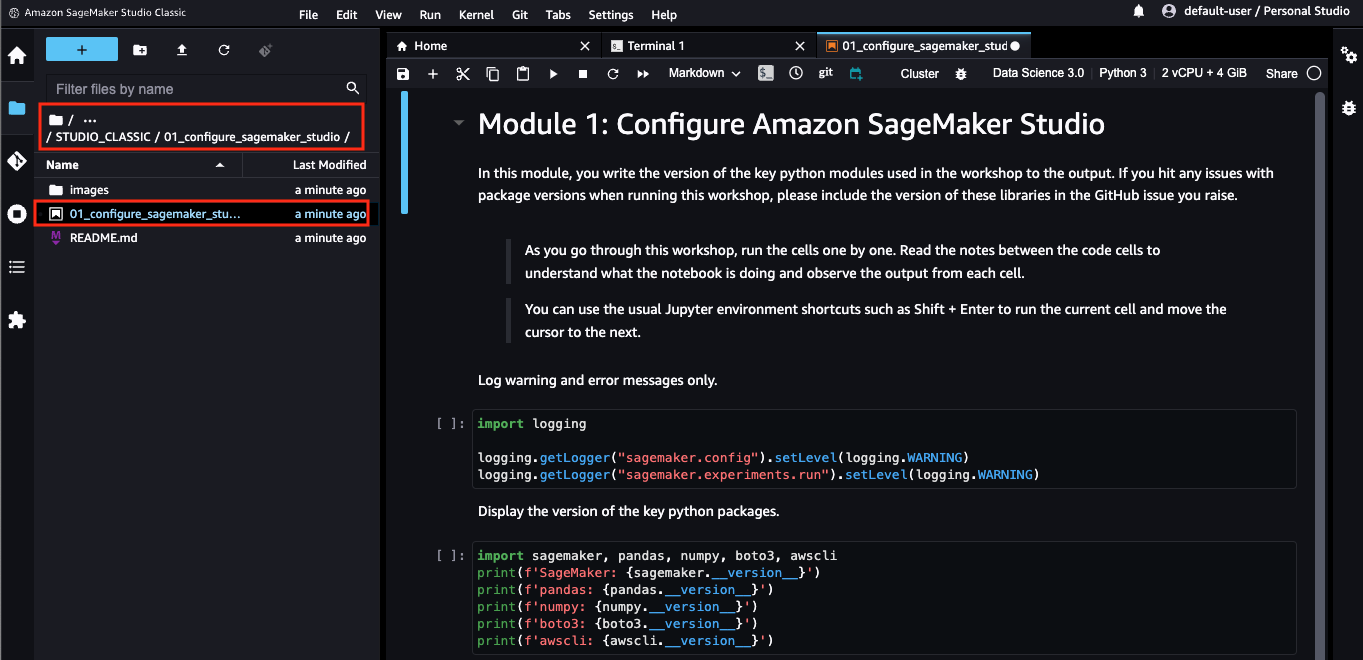 Amazon SageMaker Studio Classic
File Edit View Run Kernel Git Tabs Settings Help
default-user / Personal Studio
+
Filter files by name
/ ...
/ STUDIO_CLASSIC / 01_configure_sagemaker_studio /
Name Last Modified
images a minute ago
01_configure_sagemaker_stu... a minute ago
README.md a minute ago
Home
Terminal 1
01_configure_sagemaker_stud
Markdown
git
Cluster
Data Science 3.0
Python 3
2 vCPU + 4 GiB
Share
Module 1: Configure Amazon SageMaker Studio
In this module, you write the version of the key python modules used in the workshop to the output. If you hit any issues with
package versions when running this workshop, please include the version of these libraries in the GitHub issue you raise.
As you go through this workshop, run the cells one by one. Read the notes between the code cells to
understand what the notebook is doing and observe the output from each cell.
You can use the usual Jupyter environment shortcuts such as Shift + Enter to run the current cell and move the
cursor to the next.
Log warning and error messages only.
[ ]: import logging
logging.getLogger("sagemaker.config").setLevel(logging.WARNING)
logging.getLogger("sagemaker.experiments.run").setLevel(logging.WARNING)
Display the version of the key python packages.
[ ]: import sagemaker, pandas, numpy, boto3, awscli
print(f'SageMaker: {sagemaker.__version__}')
print(f'pandas: {pandas.__version__}')
print(f'numpy: {numpy.__version__}')
print(f'boto3: {boto3.__version__}')
print(f'awscli: {awscli.__version__}')